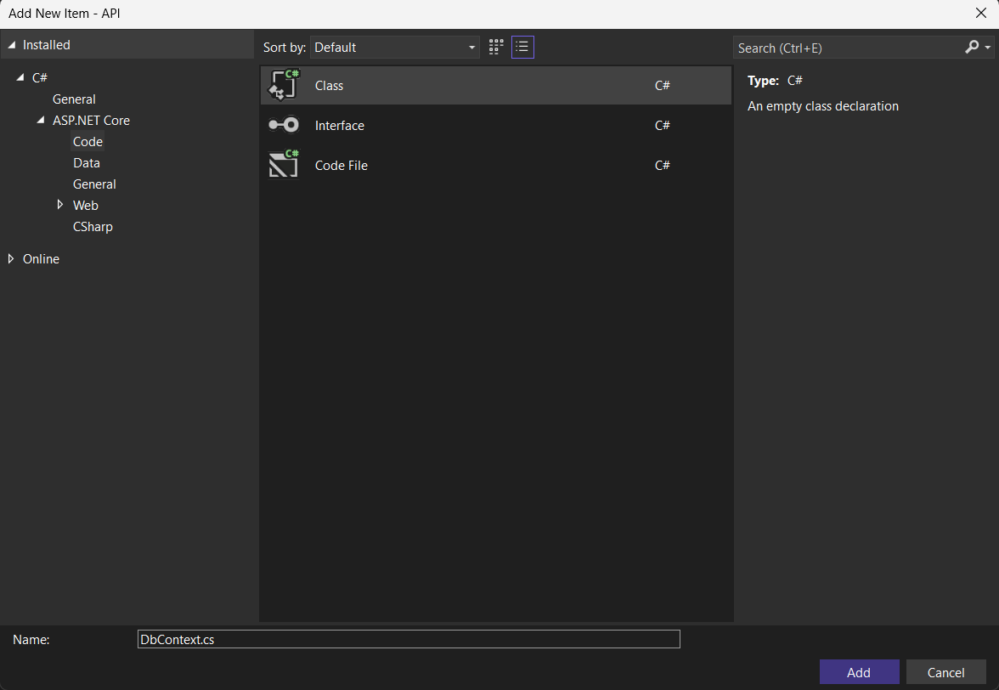 Add New Item - API
Installed
C#
General
ASP.NET Core
Code
Data
General
Web
CSharp
Online
Sort by: Default
Class C#
Interface C#
Code File C#
Search (Ctrl+E)
Type: C#
An empty class declaration
Name: DbContext.cs
Add Cancel